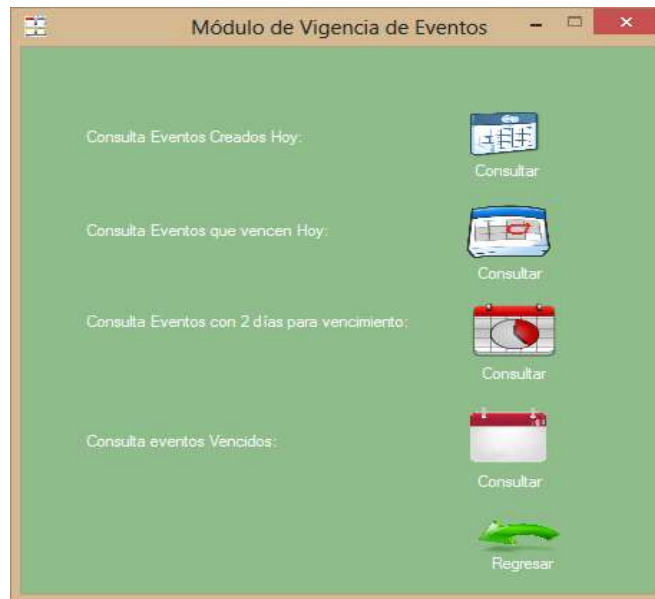 Módulo de Vigencia de Eventos
Consulta Eventos Creados Hoy:
Consultar
Consulta Eventos que vencen Hoy:
Consultar
Consulta Eventos con 2 días para vencimiento:
Consultar
Consulta eventos Vencidos:
Consultar
Regresar